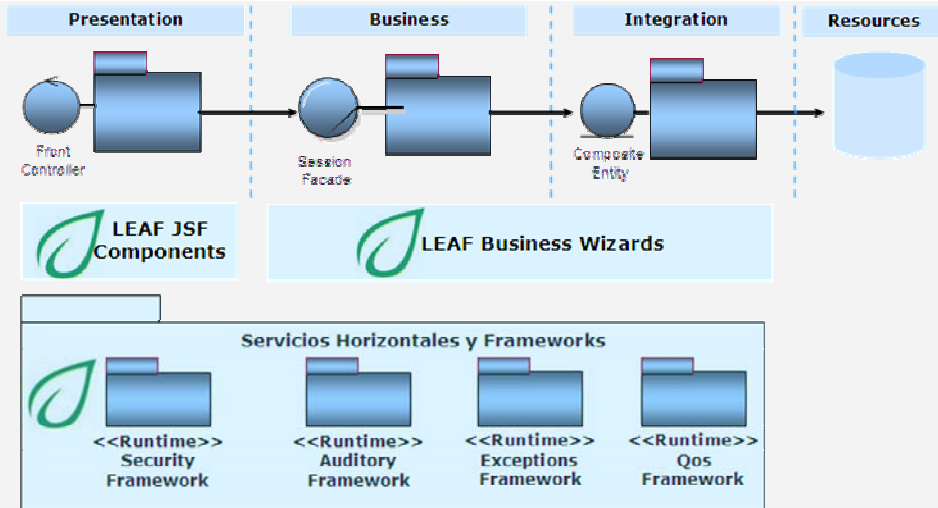 Presentation
Business
Integration
Resources
Front
Controller
Session
Facade
Composite
Entity
LEAF JSF
Components
LEAF Business Wizards
Servicios Horizontales y Frameworks
<<Runtime>>
Security
Framework
<<Runtime>>
Auditory
Framework
<<Runtime>>
Exceptions
Framework
<<Runtime>>
Qos
Framework